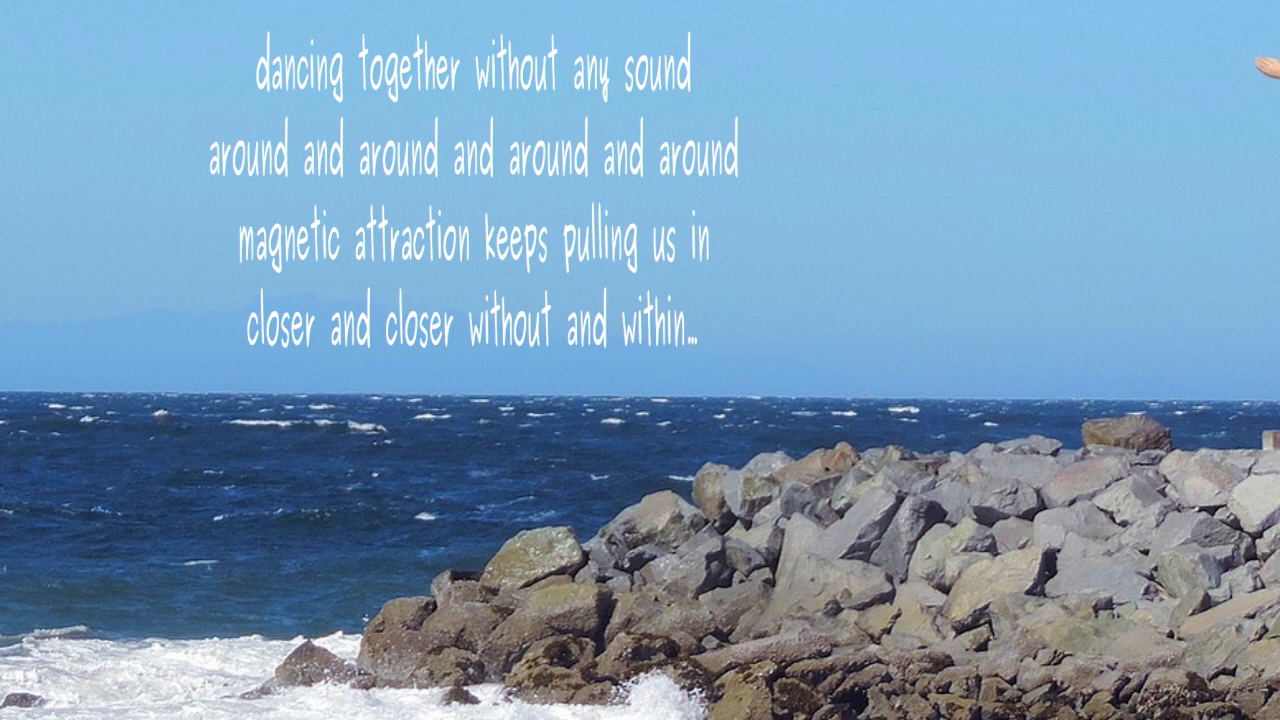 dancing together without any sound
around and around and around and around
magnetic attraction keeps pulling us in
closer and closer without and within...